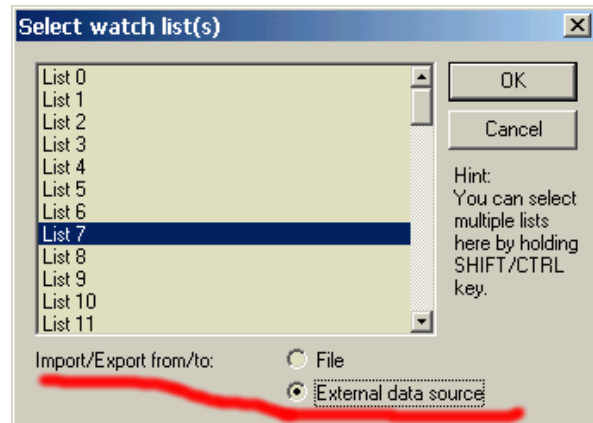 Select watch list(s)
List 0
List 1
List 2
List 3
List 4
List 5
List 6
List 7
List 8
List 9
List 10
List 11
OK
Cancel
Hint:
You can select
multiple lists
here by holding
SHIFT/CTRL
key.
Import/Export from/to:
File
External data source